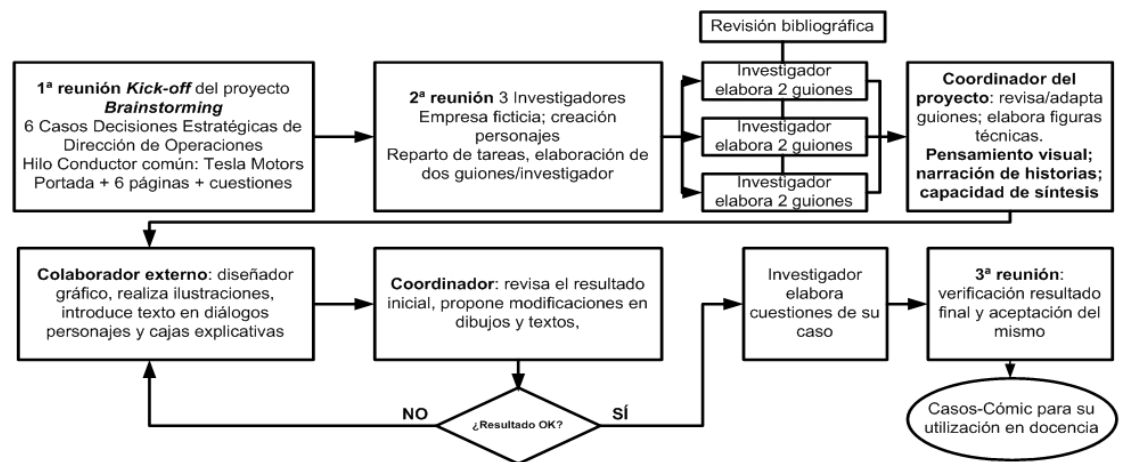 Revisión bibliográfica
1ª reunión Kick-off del proyecto
Brainstorming
6 Casos Decisiones Estratégicas de
Dirección de Operaciones
Hilo Conductor común: Tesla Motors
Portada + 6 páginas + cuestiones
2ª reunión 3 Investigadores
Empresa ficticia; creación
personajes
Reparto de tareas, elaboración de
dos guiones/investigador
Investigador
elabora 2 guiones
Investigador
elabora 2 guiones
Investigador
elabora 2 guiones
Coordinador del
proyecto: revisa/adapta
guiones; elabora figuras
técnicas.
Pensamiento visual;
narración de historias;
capacidad de síntesis
Colaborador externo: diseñador
gráfico, realiza ilustraciones,
introduce texto en diálogos
personajes y cajas explicativas
Coordinador: revisa el resultado
inicial, propone modificaciones en
dibujos y textos,
Investigador
elabora
cuestiones de su
caso
3ª reunión:
verificación resultado
final y aceptación del
mismo
NO
¿Resultado OK?
SÍ
Casos-Cómic para su
utilización en docencia